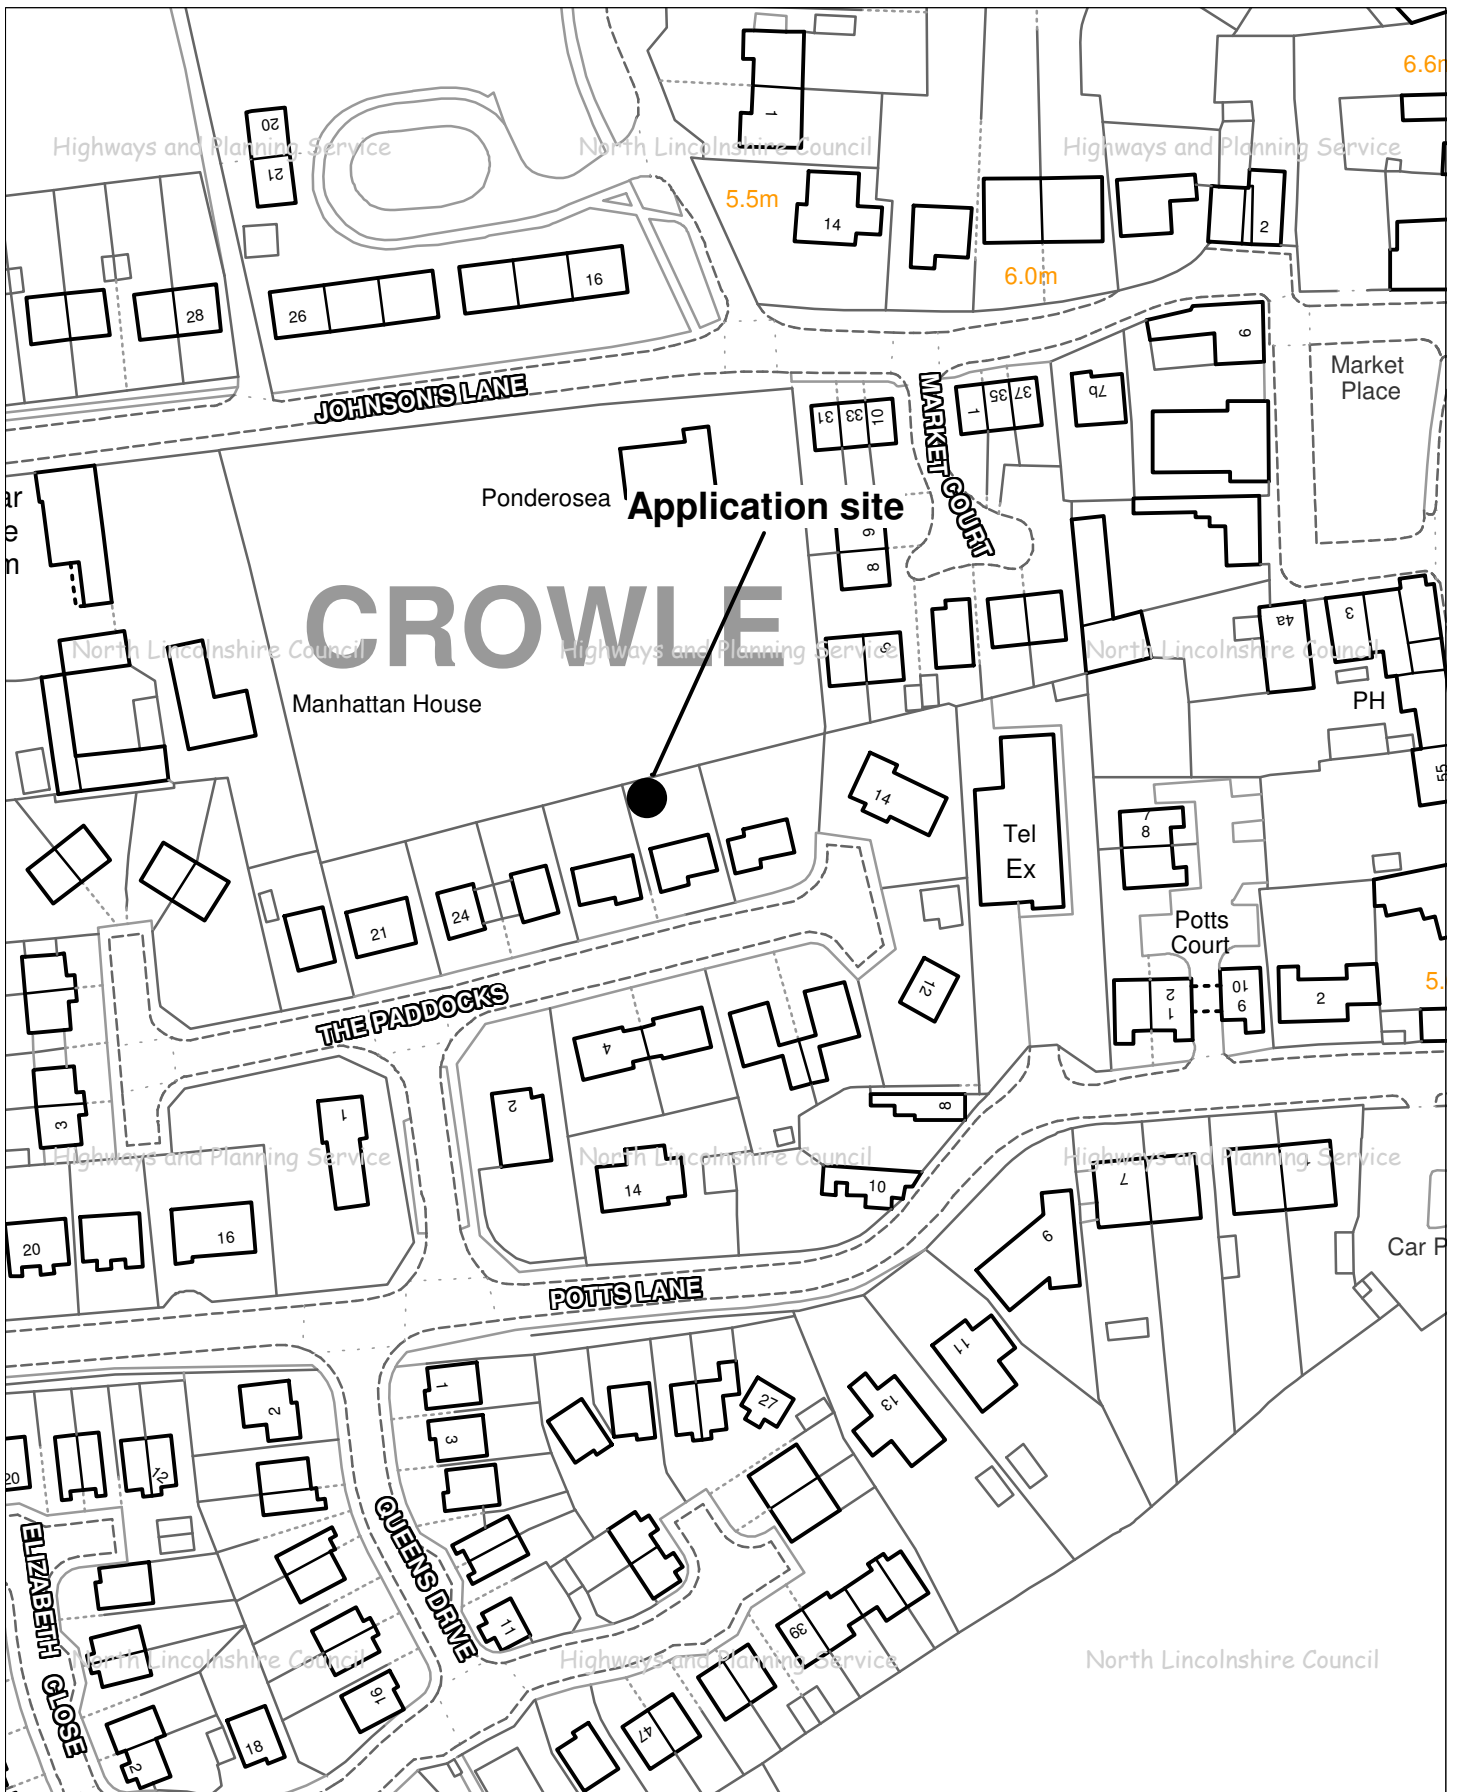 6.6m
1
20
21
Highways and Planning Service
North Lincolnshire Council
Highways and Planning Service
5.5m
14
2
6.0m
16
26
28
9
Market
Place
JOHNSON'S LANE
MARKET COURT
31
33
10
1
35
37
7b
ar
e
m
Ponderosea
Application site
6
8
CROWLE
4a
3
North Lincolnshire Council
Highways and Planning Service
North Lincolnshire Council
5
Manhattan House
PH
55
14
Tel
Ex
7
8
21
24
Potts
Court
12
2
1
10
9
2
5.
THE PADDOCKS
4
2
1
3
8
Highways and Planning Service
North Lincolnshire Council
Highways and Planning Service
14
10
7
1
20
16
9
Car P
POTTS LANE
11
1
2
3
27
13
20
12
QUEENS DRIVE
ELIZABETH CLOSE
11
39
North Lincolnshire Council
Highways and Planning Service
North Lincolnshire Council
16
18
2
47